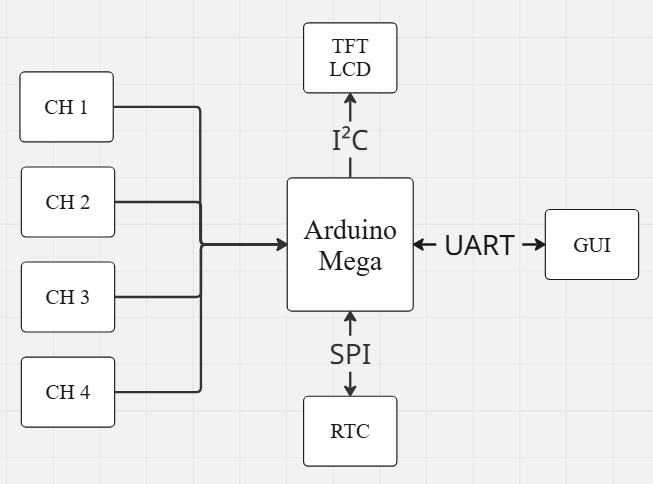 TFT
LCD
CH 1
I²C
CH 2
Arduino
Mega
UART
GUI
CH 3
SPI
CH 4
RTC